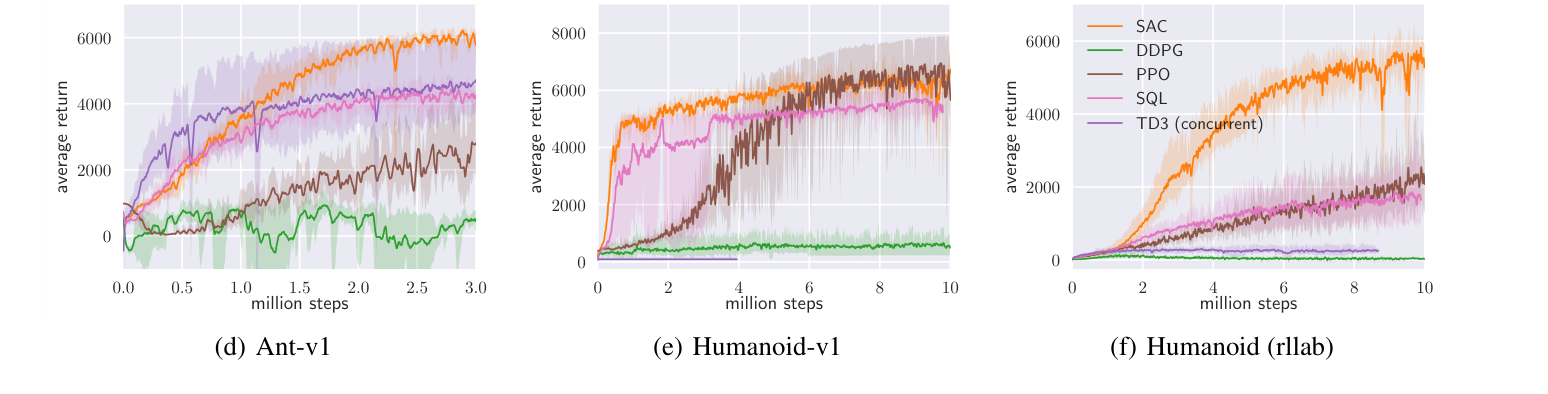 6000
4000
2000
0
average return
0.0 0.5 1.0 1.5 2.0 2.5 3.0
million steps
(d) Ant-v1
8000
6000
4000
2000
0
average return
0 2 4 6 8 10
million steps
(e) Humanoid-v1
6000
4000
2000
0
average return
SAC
DDPG
PPO
SQL
TD3 (concurrent)
0 2 4 6 8 10
million steps
(f) Humanoid (rllab)